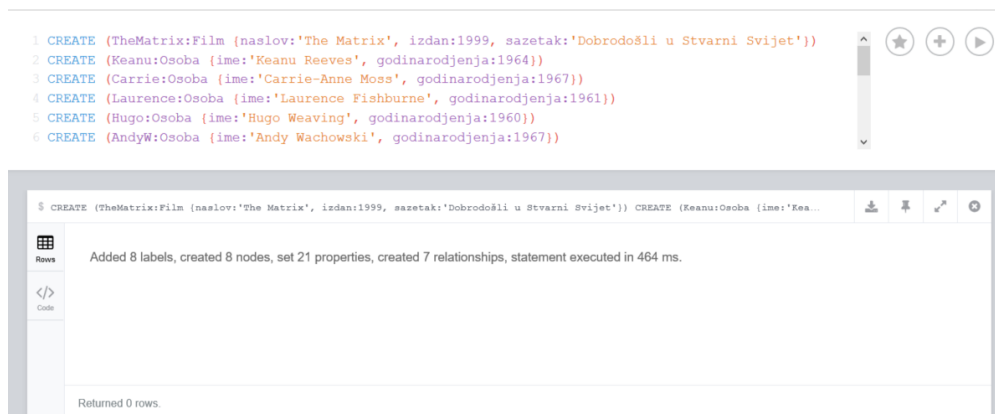 1 CREATE (TheMatrix:Film {naslov:'The Matrix', izdan:1999, sazetak:'Dobrodošli u Stvarni Svijet'})
2 CREATE (Keanu:Osoba {ime:'Keanu Reeves', godinarodjenja:1964})
3 CREATE (Carrie:Osoba {ime:'Carrie-Anne Moss', godinarodjenja:1967})
4 CREATE (Laurence:Osoba {ime:'Laurence Fishburne', godinarodjenja:1961})
5 CREATE (Hugo:Osoba {ime:'Hugo Weaving', godinarodjenja:1960})
6 CREATE (AndyW:Osoba {ime:'Andy Wachowski', godinarodjenja:1967})
$ CREATE (TheMatrix:Film {naslov:'The Matrix', izdan:1999, sazetak:'Dobrodošli u Stvarni Svijet'}) CREATE (Keanu:Osoba {ime:'Kea...
Rows
Added 8 labels, created 8 nodes, set 21 properties, created 7 relationships, statement executed in 464 ms.
</>
Code
Returned 0 rows.